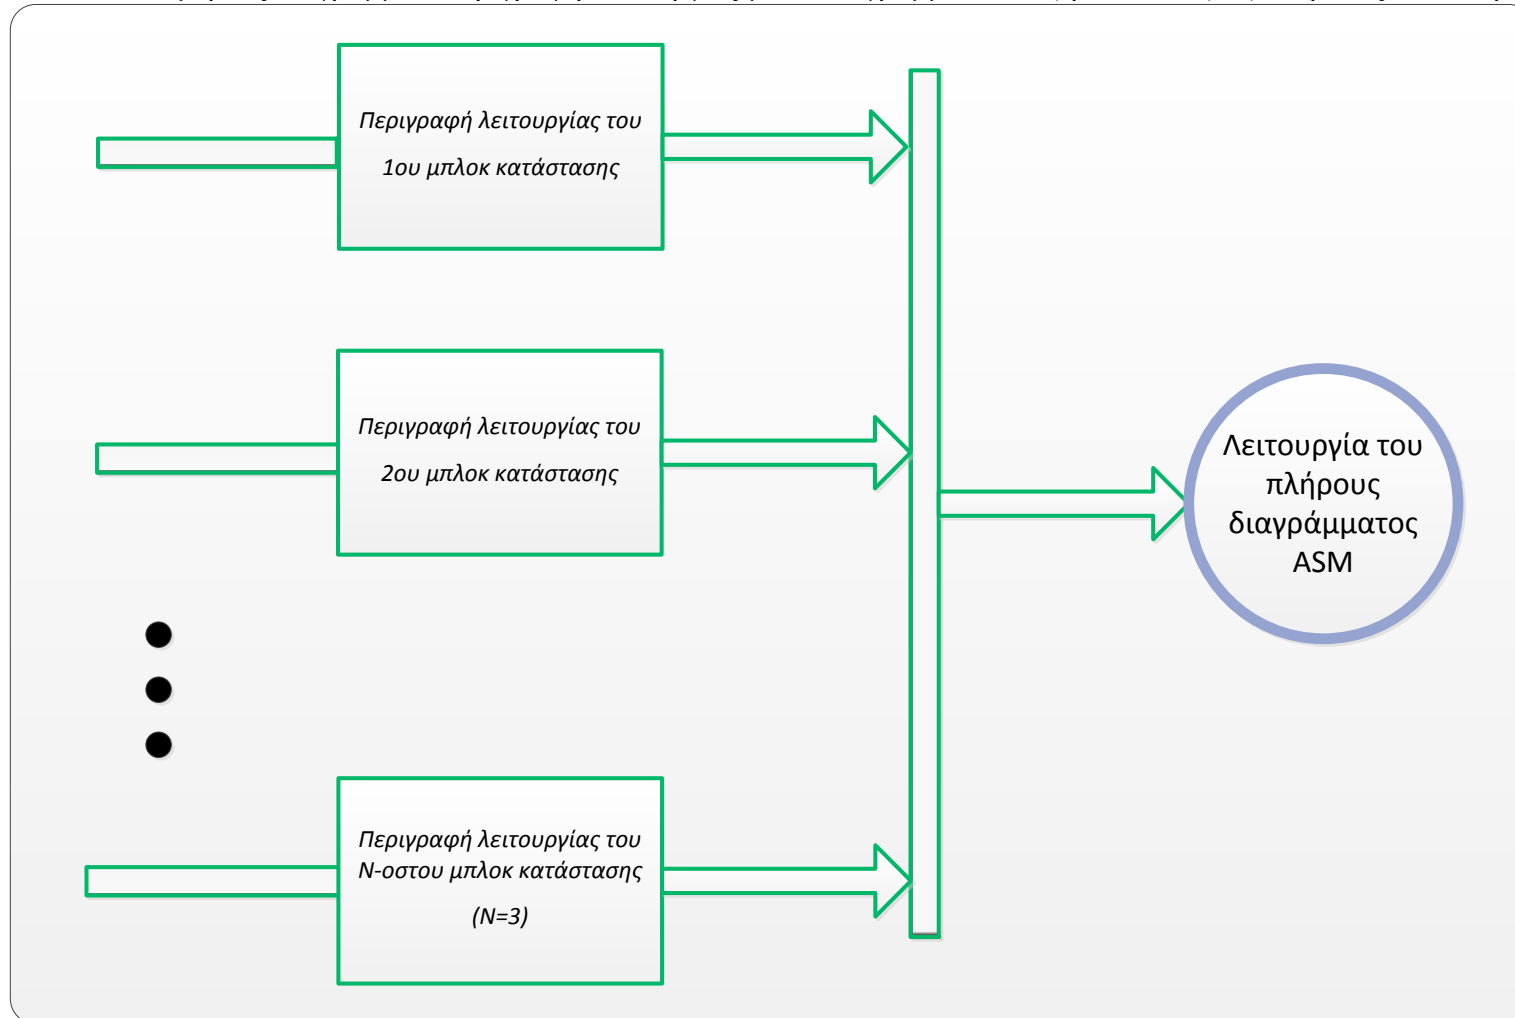 Περιγραφή λειτουργίας του
1ου μπλοκ κατάστασης
Περιγραφή λειτουργίας του
2ου μπλοκ κατάστασης
Περιγραφή λειτουργίας του
Ν-οστου μπλοκ κατάστασης
(Ν=3)
Λειτουργία του
πλήρους
διαγράμματος
ASM